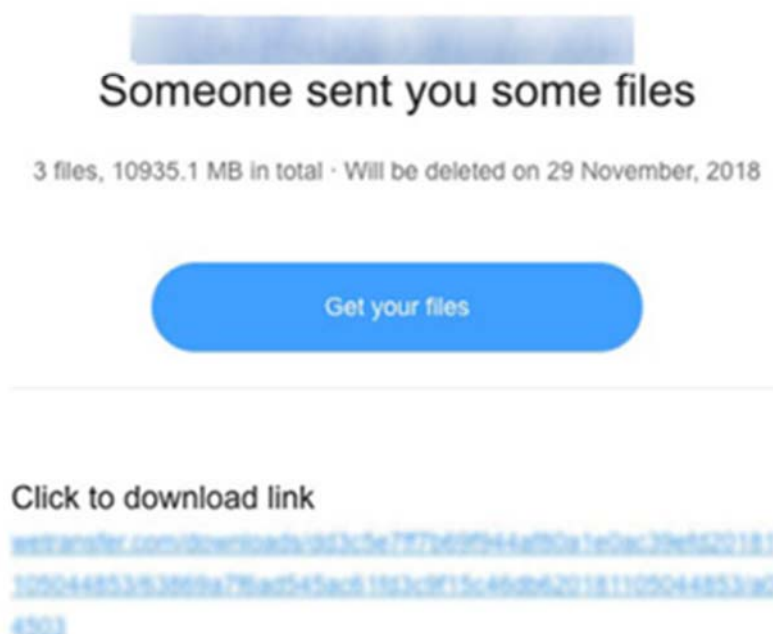 Someone sent you some files
3 files, 10935.1 MB in total · Will be deleted on 29 November, 2018
Get your files
Click to download link
4503